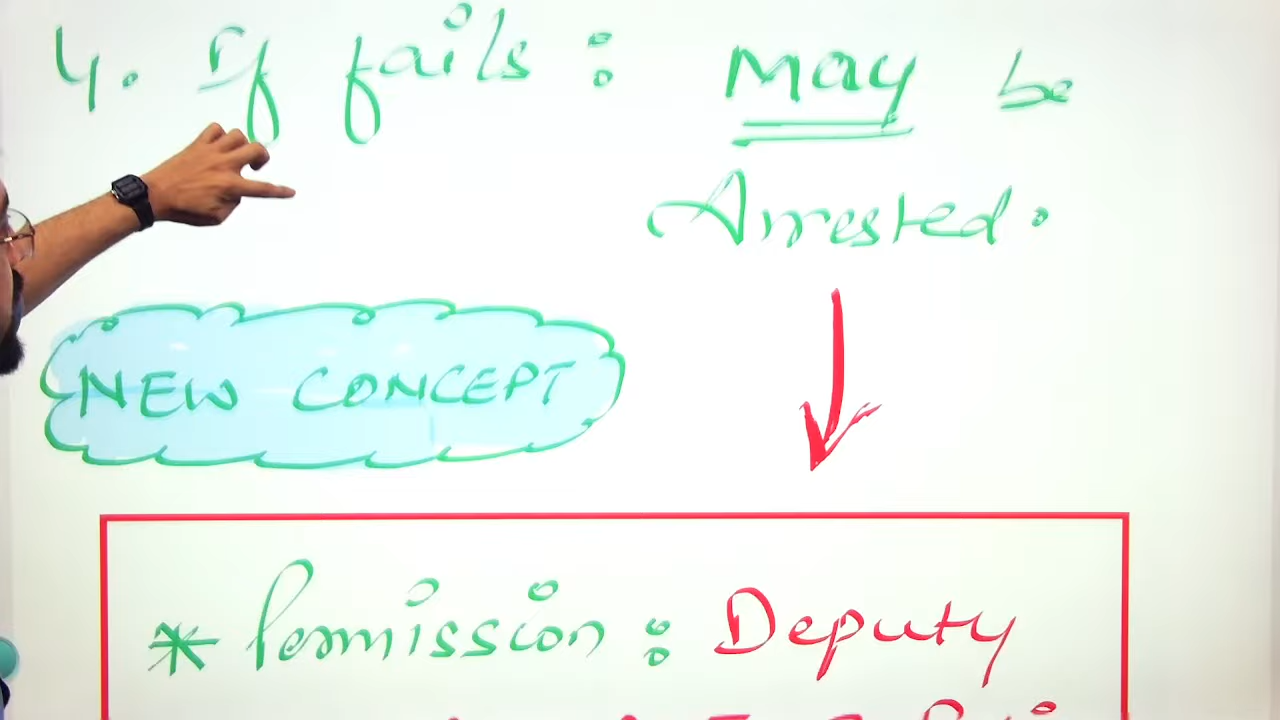 4. If fails : May be
Arrested.
NEW CONCEPT
* Permission : Deputy